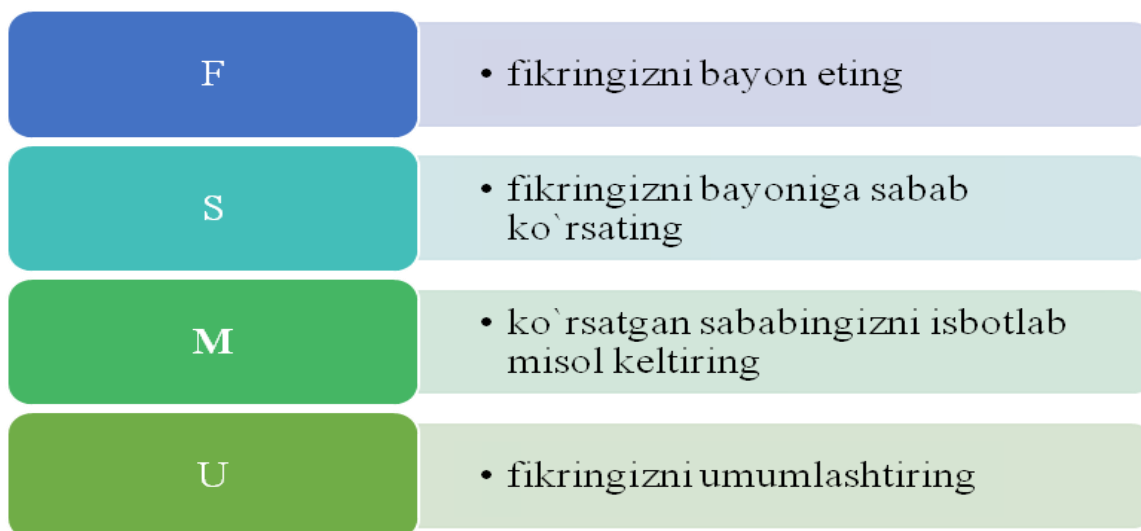 F
• fikringizni bayon eting
S
• fikringizni bayoniga sabab
ko`rsating
M
• ko`rsatgan sababingizni isbotlab
misol keltiring
U
• fikringizni umumlashtiring